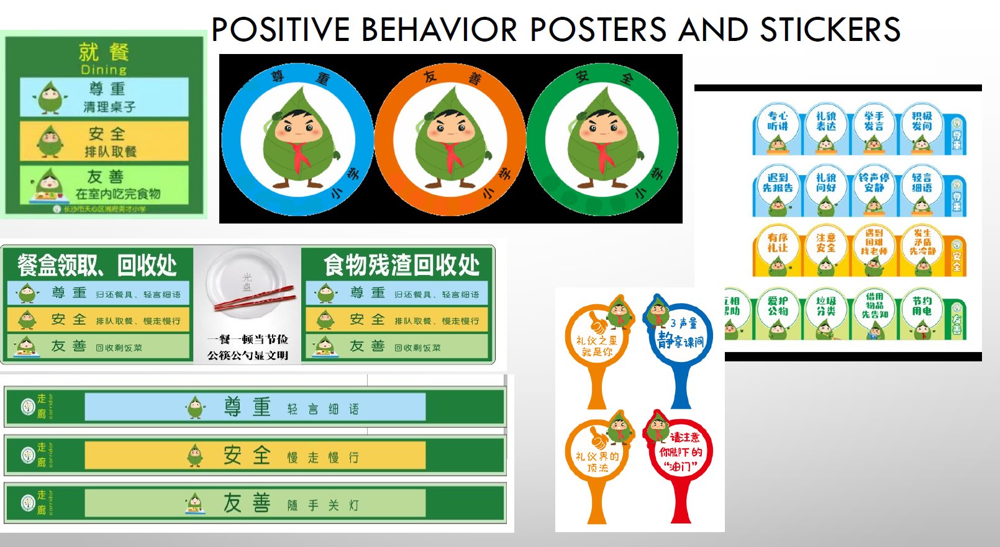 POSITIVE BEHAVIOR POSTERS AND STICKERS
就餐
Dining
尊重
清理桌子
安全
排队取餐
友善
在室内吃完食物
长沙市天心区湘府英才小学
尊重
小学
友善
小学
安全
小学
专心
听讲
礼貌
表达
举手
发言
积极
发问
尊重
迟到
先报告
礼貌
问好
铃声停
安静
轻言
细语
尊重
有序
礼让
注意
安全
遇到
困难
找老师
发生
矛盾
先冷静
安全
互相
帮助
爱护
公物
垃圾
分类
借用
物品
先告知
节约
用电
友善
餐盒领取、回收处
尊重 归还餐具、轻言细语
安全 排队取餐、慢走慢行
友善 回收剩饭菜
光
盘
一餐一顿当节俭
公筷公勺显文明
食物残渣回收处
尊重 归还餐具、轻言细语
安全 排队取餐、慢走慢行
友善 回收剩饭菜
走廊
corridor
尊重 轻言细语
走廊
corridor
安全 慢走慢行
走廊
corridor
友善 随手关灯
礼仪之星
就是你
3声量
静享课间
礼仪界的
顶流
请注意
你脚下的
“油门”